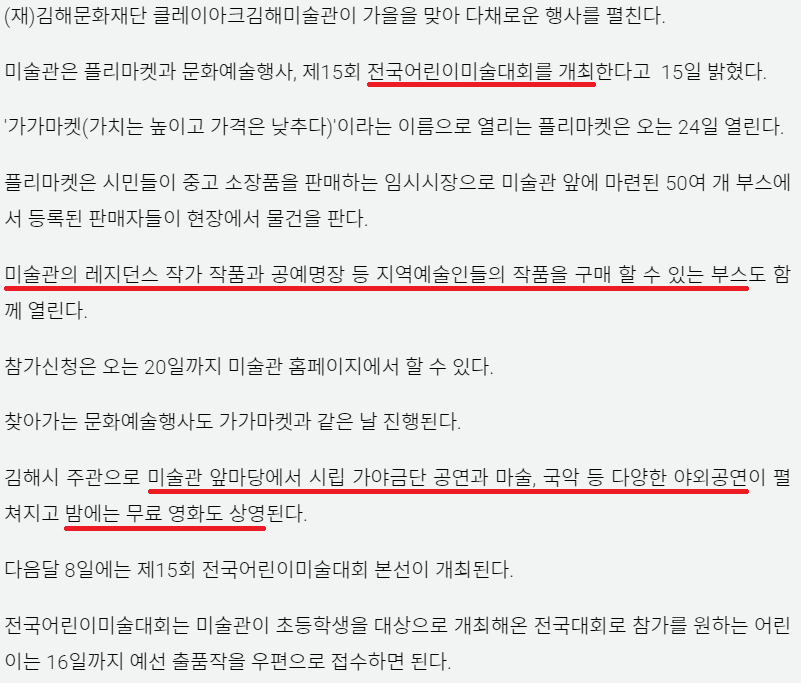 (재)김해문화재단 클레이아크김해미술관이 가을을 맞아 다채로운 행사를 펼친다.
미술관은 플리마켓과 문화예술행사, 제15회 전국어린이미술대회를 개최한다고 15일 밝혔다.
'가가마켓(가치는 높이고 가격은 낮추다)'이라는 이름으로 열리는 플리마켓은 오는 24일 열린다.
플리마켓은 시민들이 중고 소장품을 판매하는 임시시장으로 미술관 앞에 마련된 50여 개 부스에
서 등록된 판매자들이 현장에서 물건을 판다.
미술관의 레지던스 작가 작품과 공예명장 등 지역예술인들의 작품을 구매 할 수 있는 부스도 함
께 열린다.
참가신청은 오는 20일까지 미술관 홈페이지에서 할 수 있다.
찾아가는 문화예술행사도 가가마켓과 같은 날 진행된다.
김해시 주관으로 미술관 앞마당에서 시립 가야금단 공연과 마술, 국악 등 다양한 야외공연이 펼
쳐지고 밤에는 무료 영화도 상영된다.
다음달 8일에는 제15회 전국어린이미술대회 본선이 개최된다.
전국어린이미술대회는 미술관이 초등학생을 대상으로 개최해온 전국대회로 참가를 원하는 어린
이는 16일까지 예선 출품작을 우편으로 접수하면 된다.